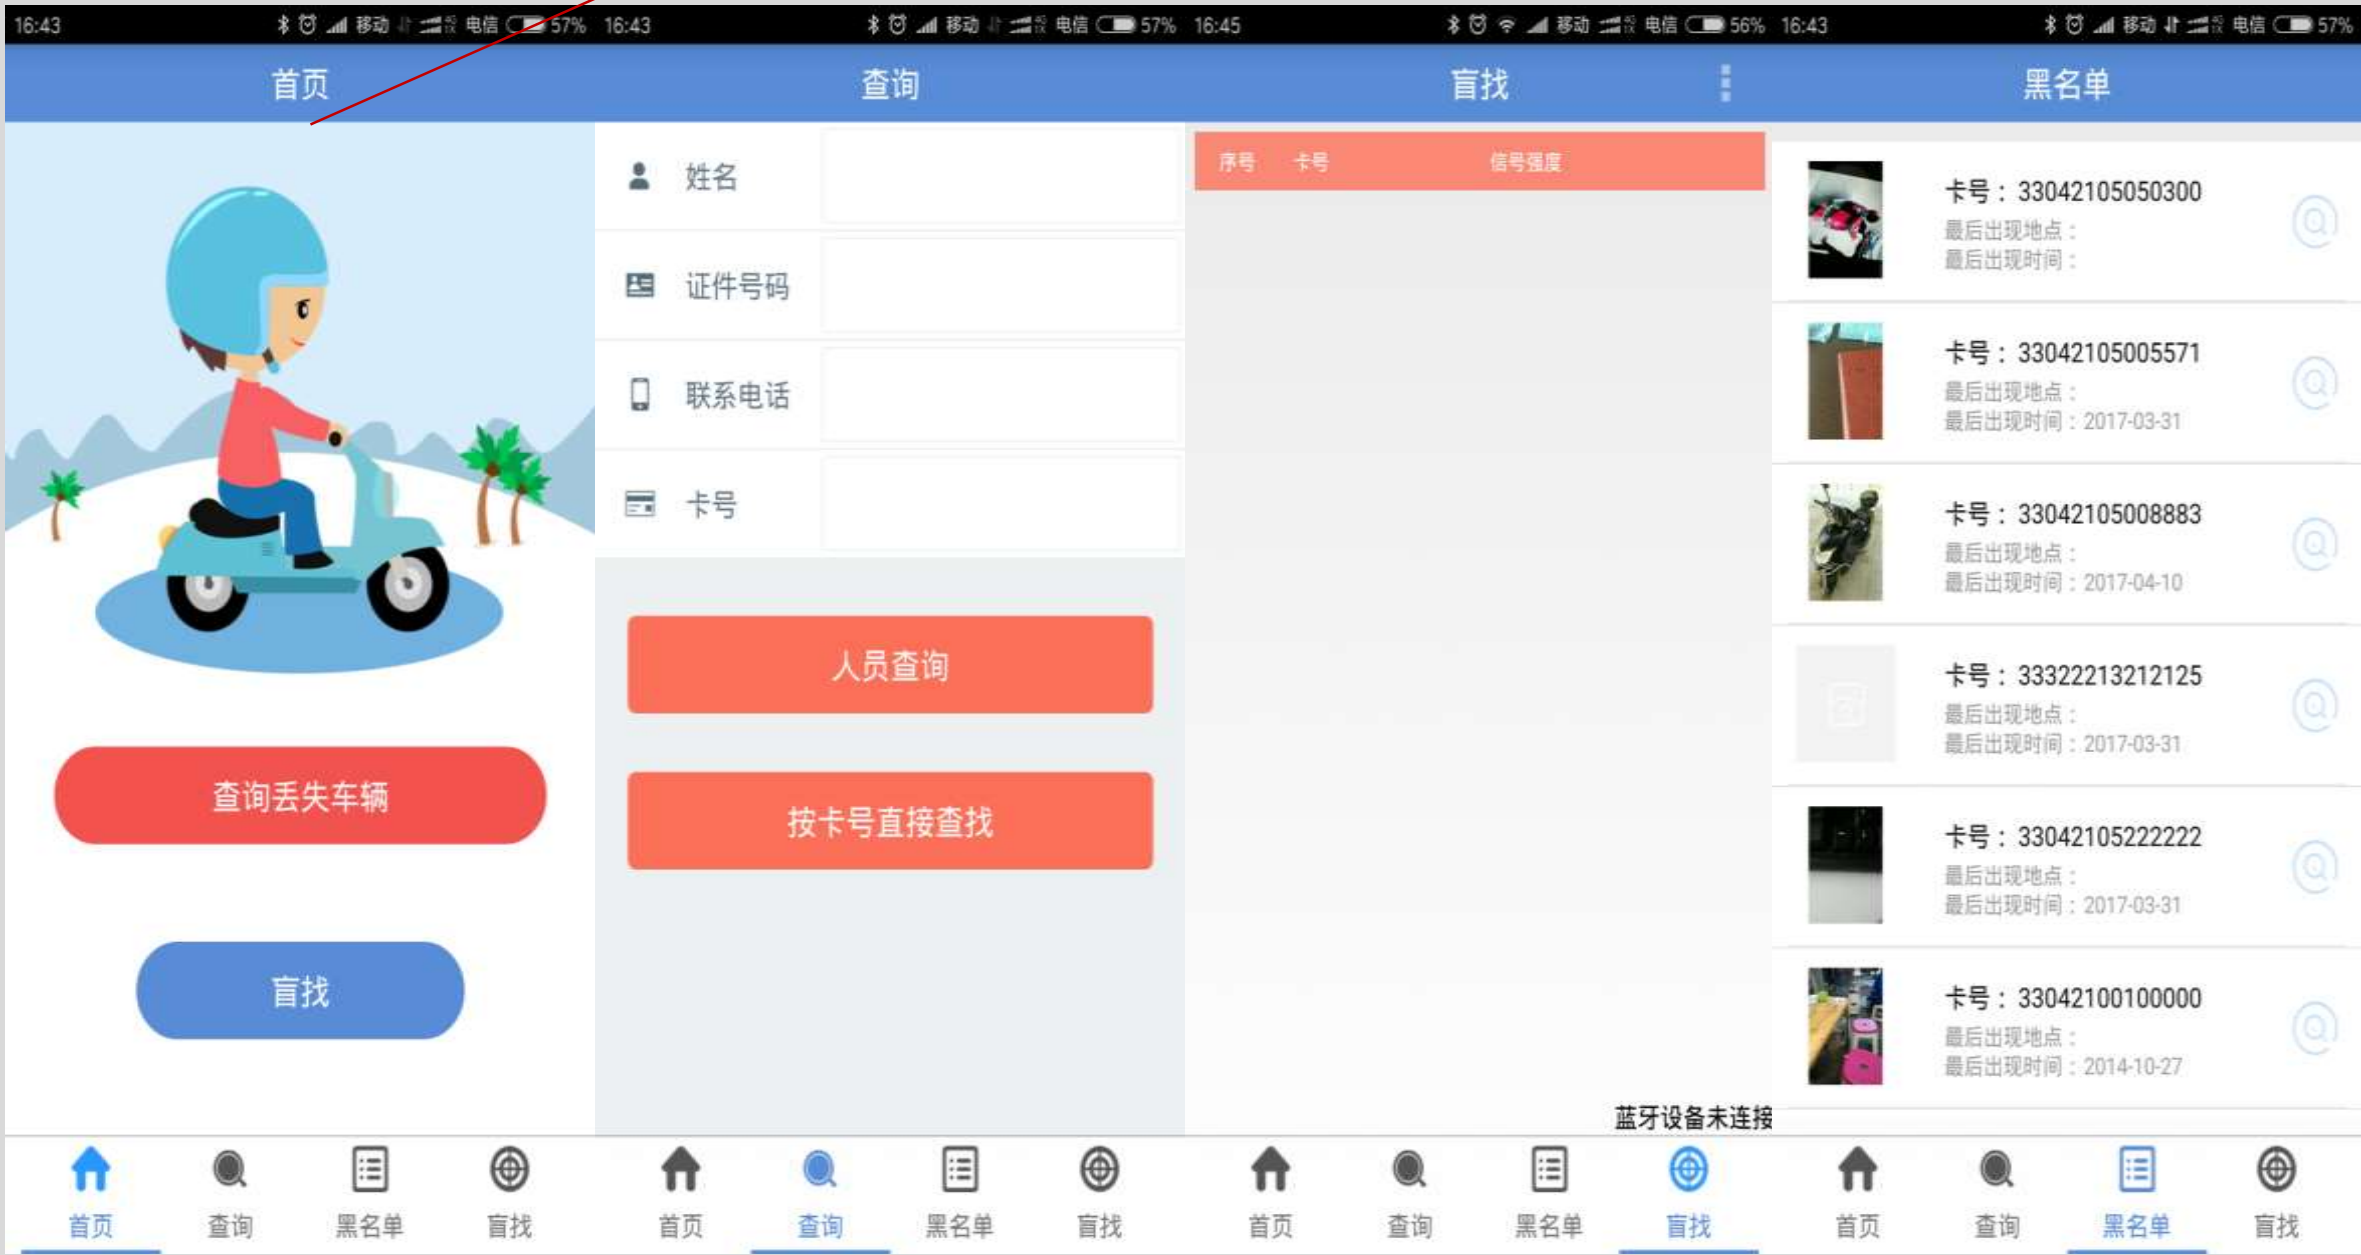 16:43 移动 电信 57%
首页
查询丢失车辆
盲找
首页 查询 黑名单 盲找
16:43 移动 电信 57%
查询
姓名
证件号码
联系电话
卡号
人员查询
按卡号直接查找
首页 查询 黑名单 盲找
16:45 移动 电信 56%
盲找
序号 卡号 信号强度
蓝牙设备未连接
首页 查询 黑名单 盲找
16:43 移动 电信 57%
黑名单
卡号：33042105050300
最后出现地点：
最后出现时间：
卡号：33042105005571
最后出现地点：
最后出现时间：2017-03-31
卡号：33042105008883
最后出现地点：
最后出现时间：2017-04-10
卡号：33322213212125
最后出现地点：
最后出现时间：2017-03-31
卡号：33042105222222
最后出现地点：
最后出现时间：2017-03-31
卡号：33042100100000
最后出现地点：
最后出现时间：2014-10-27
首页 查询 黑名单 盲找